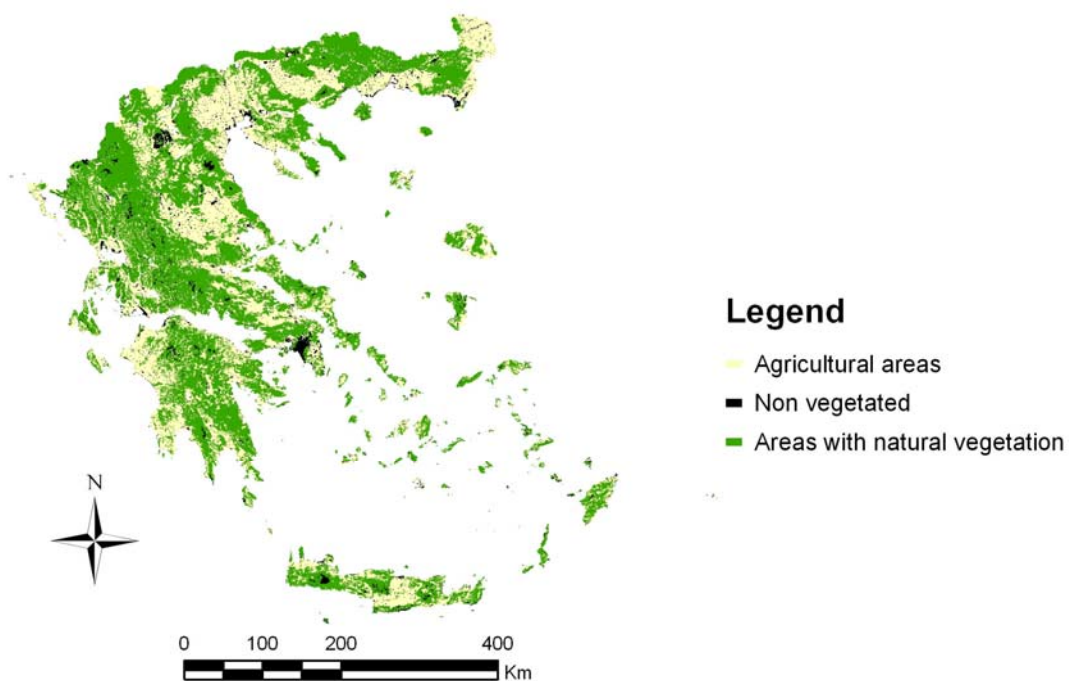 Legend
Agricultural areas
Non vegetated
Areas with natural vegetation
N
0 100 200 400
Km